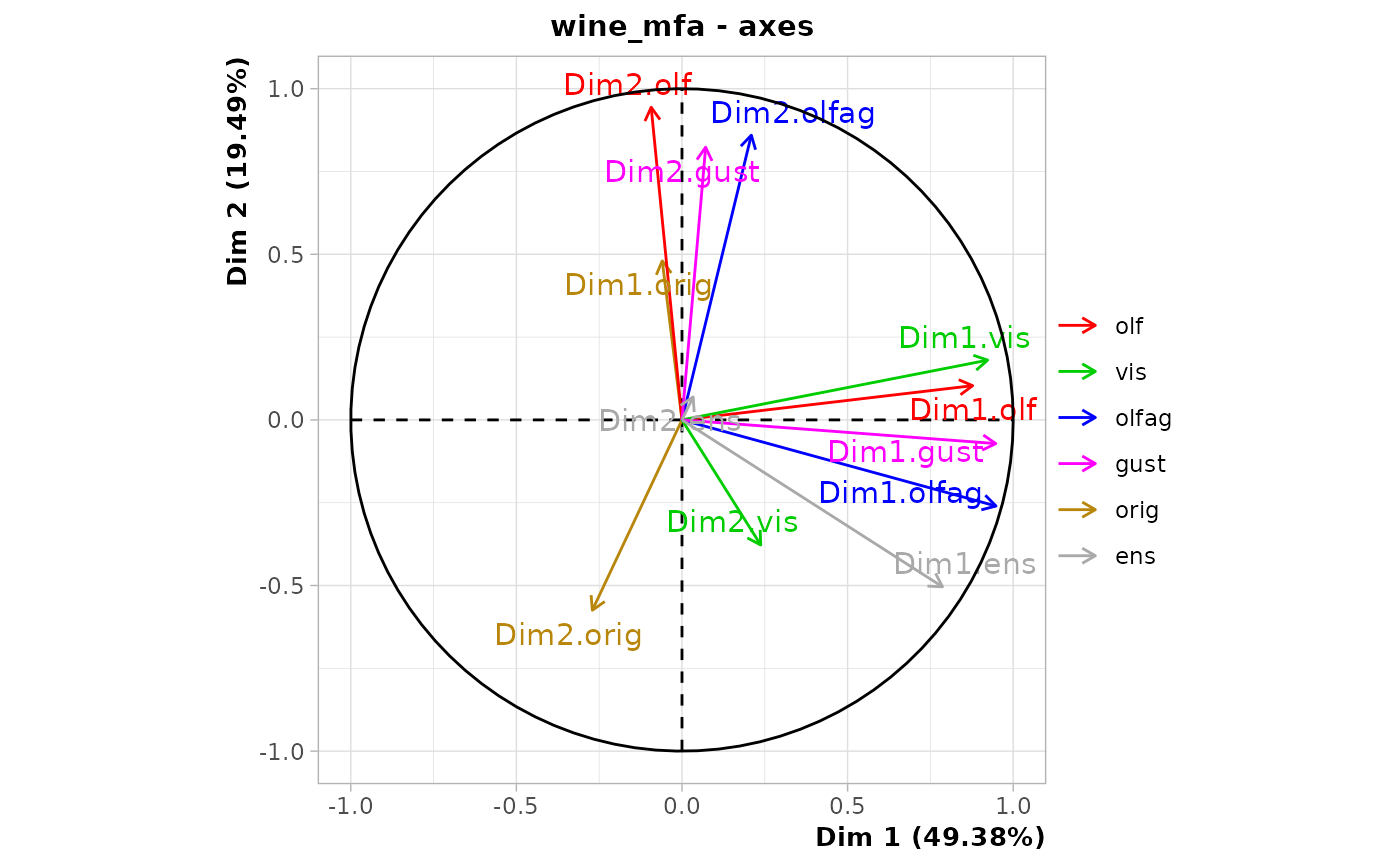 wine_mfa - axes
Dim 2 (19.49%)
1.0
0.5
0.0
-0.5
-1.0
Dim2.olf
Dim2.olfag
Dim2.gust
Dim1.orig
Dim1.vis
Dim1.olf
Dim2.ens
Dim1.gust
Dim1.olfag
Dim2.vis
Dim1.ens
Dim2.orig
olf
vis
olfag
gust
orig
ens
-1.0
-0.5
0.0
0.5
1.0
Dim 1 (49.38%)